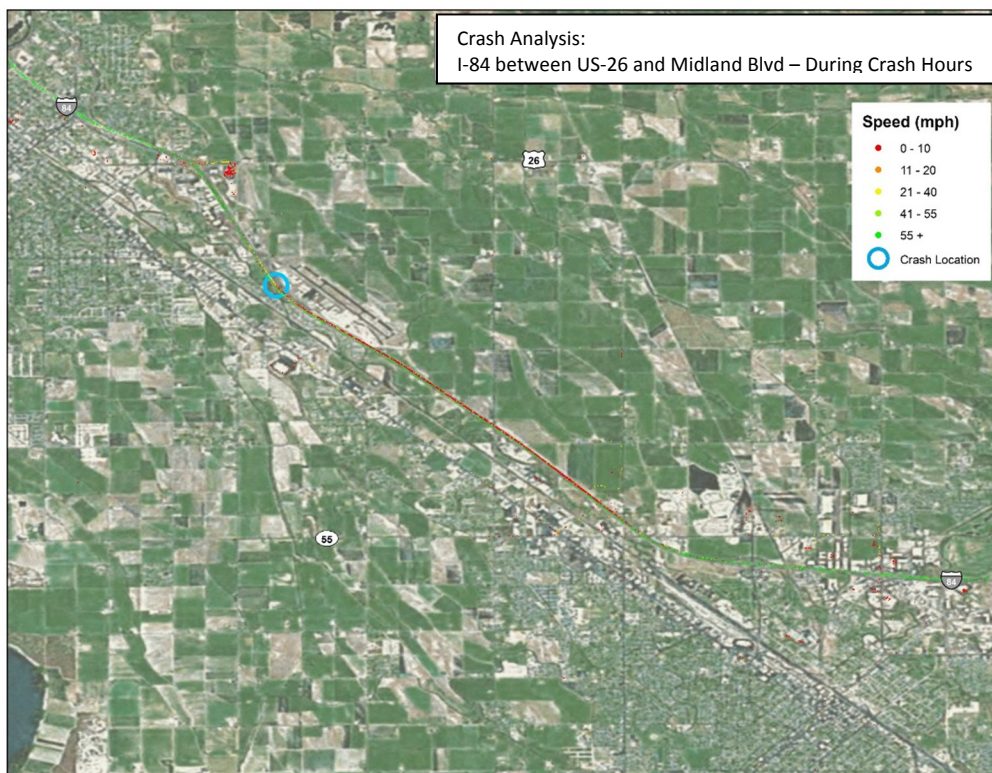 Crash Analysis:
I-84 between US-26 and Midland Blvd – During Crash Hours
84
Speed (mph)
0 - 10
11 - 20
21 - 40
41 - 55
55 +
Crash Location
26
55
84